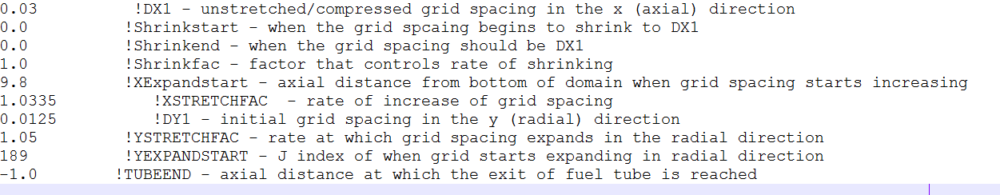 0.03 !DX1 - unstretched/compressed grid spacing in the x (axial) direction
0.0 !Shrinkstart - when the grid spcaing begins to shrink to DX1
0.0 !Shrinkend - when the grid spacing should be DX1
1.0 !Shrinkfac - factor that controls rate of shrinking
9.8 !XExpandstart - axial distance from bottom of domain when grid spacing starts increasing
1.0335 !XSTRETCHFAC - rate of increase of grid spacing
0.0125 !DY1 - initial grid spacing in the y (radial) direction
1.05 !YSTRETCHFAC - rate at which grid spacing expands in the radial direction
189 !YEXPANDSTART - J index of when grid starts expanding in radial direction
-1.0 !TUBEEND - axial distance at which the exit of fuel tube is reached